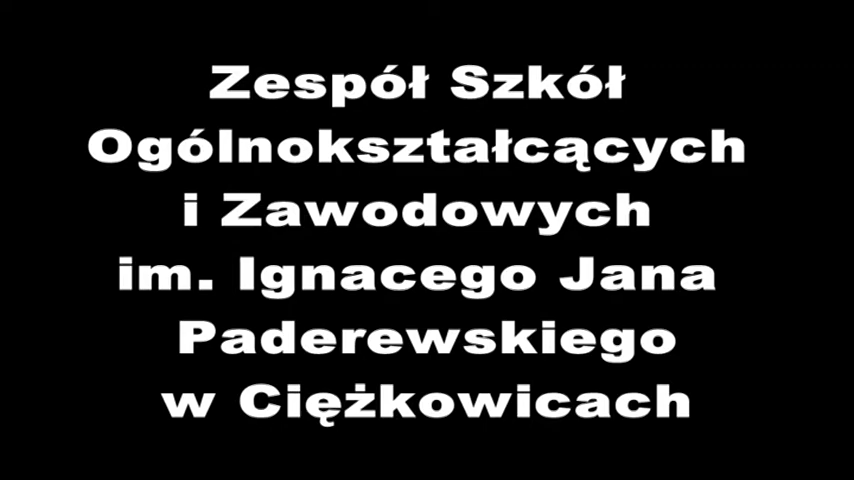 Zespół Szkół
Ogólnokształcących
i Zawodowych
im. Ignacego Jana
Paderewskiego
w Ciężkowicach